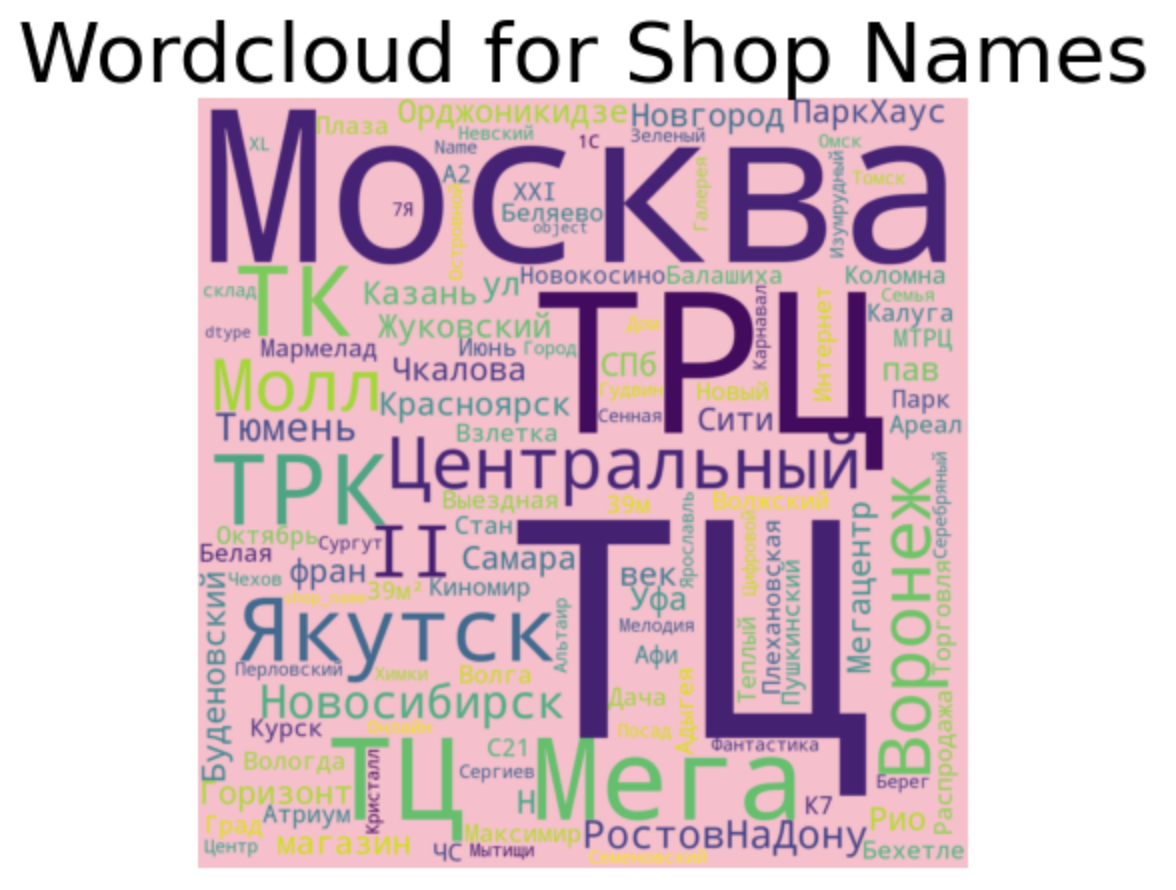 Wordcloud for Shop Names
Орджоникидзе
Новгород
ПаркХаус
Плаза
Невский
1С
Зеленый
Омск
XL
Москва
Name
А2
Томск
Галерея
Изумрудный
7Я
XXI
Островной
Беляево
object
Новокосино
Балашиха
Коломна
ТК
Казань
ул
склад
Семья
ТРЦ
Карнавал
Интернет
Калуга
dtype
Жуковский
Дом
МТРЦ
Мармелад
Июнь
Город
СПб
Молл
Чкалова
пав
Гудвин
Новый
Красноярск
Сенная
Сити
Парк
Тюмень
Взлетка
Ареал
ТРК
Центральный
Серебряный
Выездная
39м
Волжский
Воронеж
Октябрь
Сургут
II
Стан
Ярославль
Цифровой
Мегацентр
Белая
Самара
ТЦ
Плехановская
фран
век
Чехов
39м²
Киномир
Уфа
Пушкинский
shop_name
Якутск
Альтаир
Мелодия
Торговля
Буденовский
Афи
Теплый
Перловский
Химки
Волга
Новосибирск
Дача
Адыгея
Распродажа
Курск
Онлайн
Посад
ТЦ
С21
Мега
Фантастика
Вологда
Кристалл
Сергиев
Берег
Горизонт
Н
К7
Атриум
Град
Максимир
РостовНаДону
Рио
Центр
магазин
ЧС
Мытищи
Семеновский
Бехетле